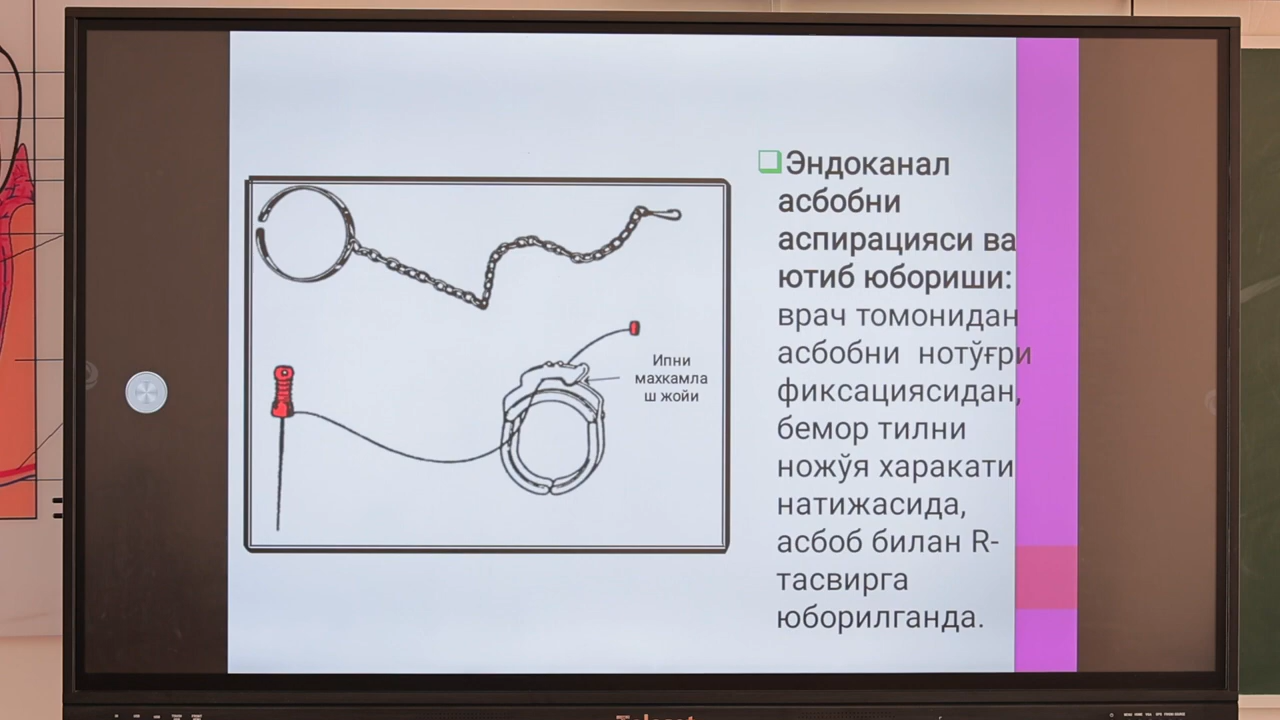 Эндоканал
асбобни
аспирацияси ва
ютиб юбориши:
врач томонидан
асбобни нотўғри
фиксациясидан,
бемор тилни
ножўя харакати
натижасида,
асбоб билан R-
тасвирга
юборилганда.
Ипни
махкамла
ш жойи